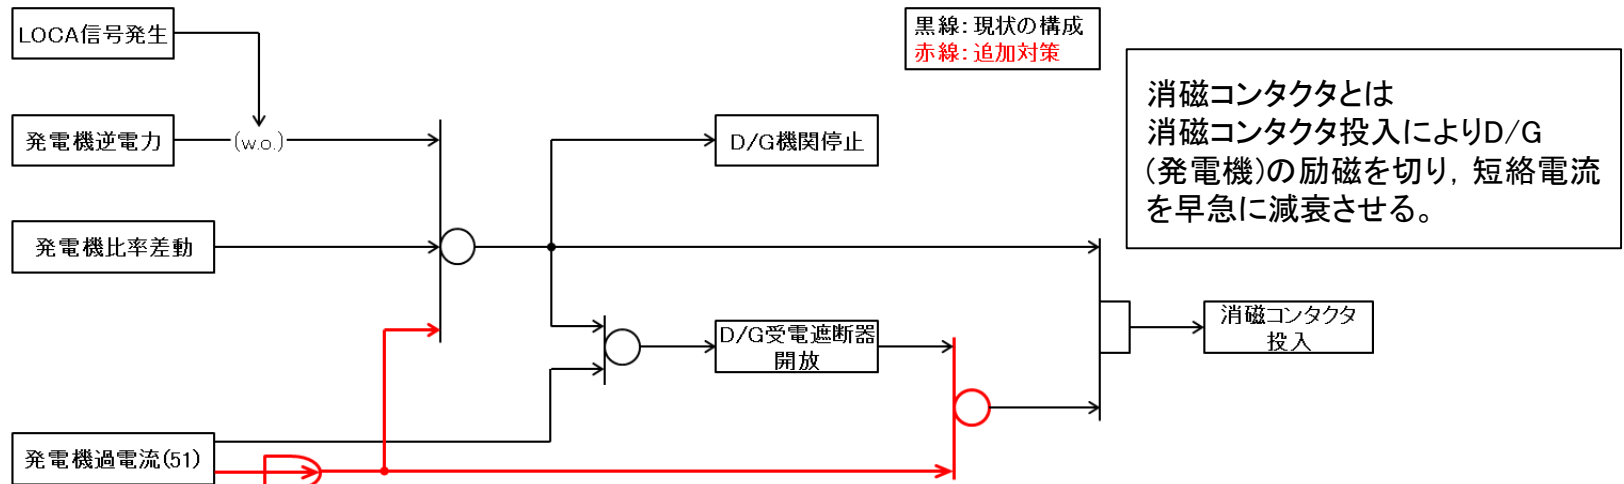 LOCA信号発生
黒線：現状の構成
赤線：追加対策
消磁コンタクタとは
消磁コンタクタ投入によりD/G
(発電機)の励磁を切り，短絡電流
を早急に減衰させる。
発電機逆電力
(w.o.)
D/G機関停止
発電機比率差動
D/G受電遮断器
開放
消磁コンタクタ
投入
発電機過電流(51)